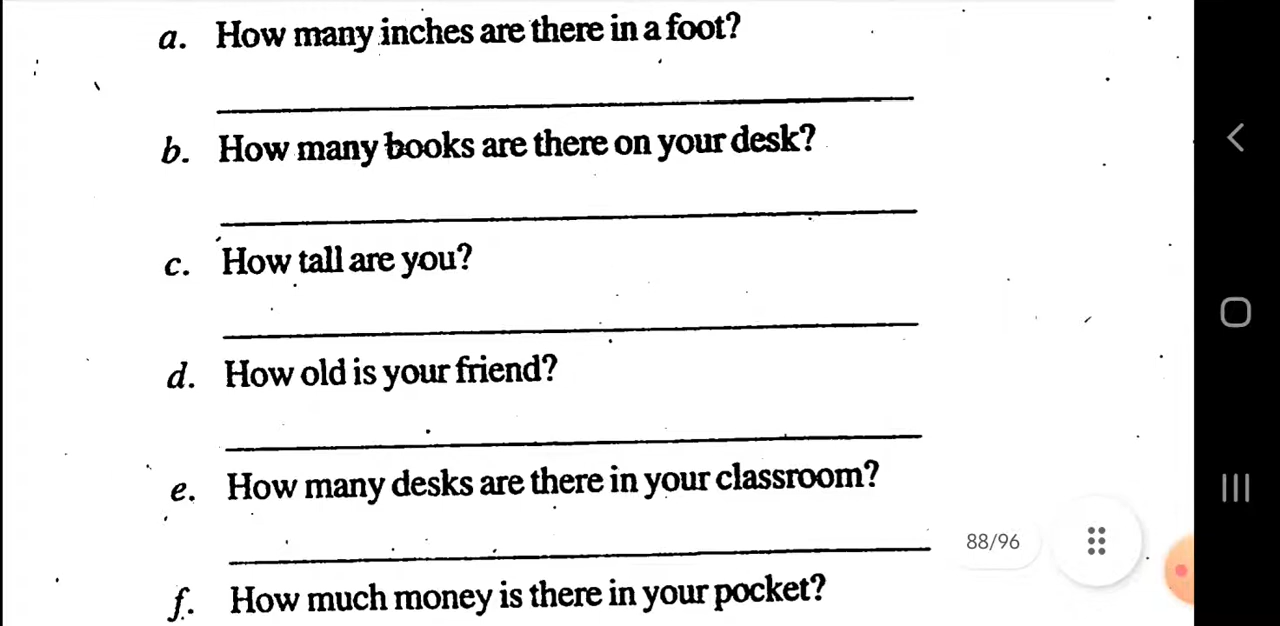 a. How many inches are there in a foot?
b. How many books are there on your desk?
c. How tall are you?
d. How old is your friend?
e. How many desks are there in your classroom?
88/96
f. How much money is there in your pocket?